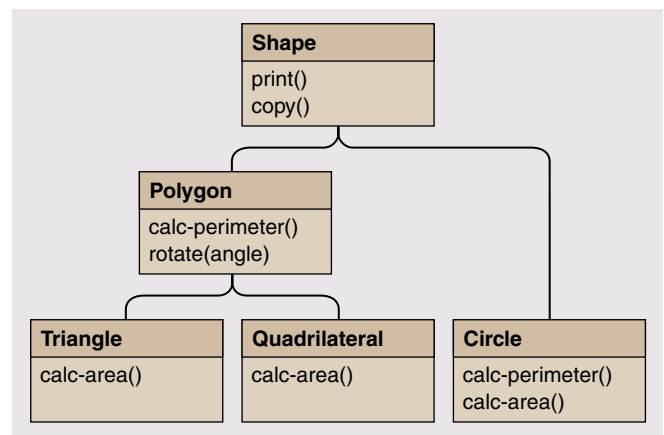 Shape
print()
copy()
Polygon
calc-perimeter()
rotate(angle)
Triangle
calc-area()
Quadrilateral
calc-area()
Circle
calc-perimeter()
calc-area()